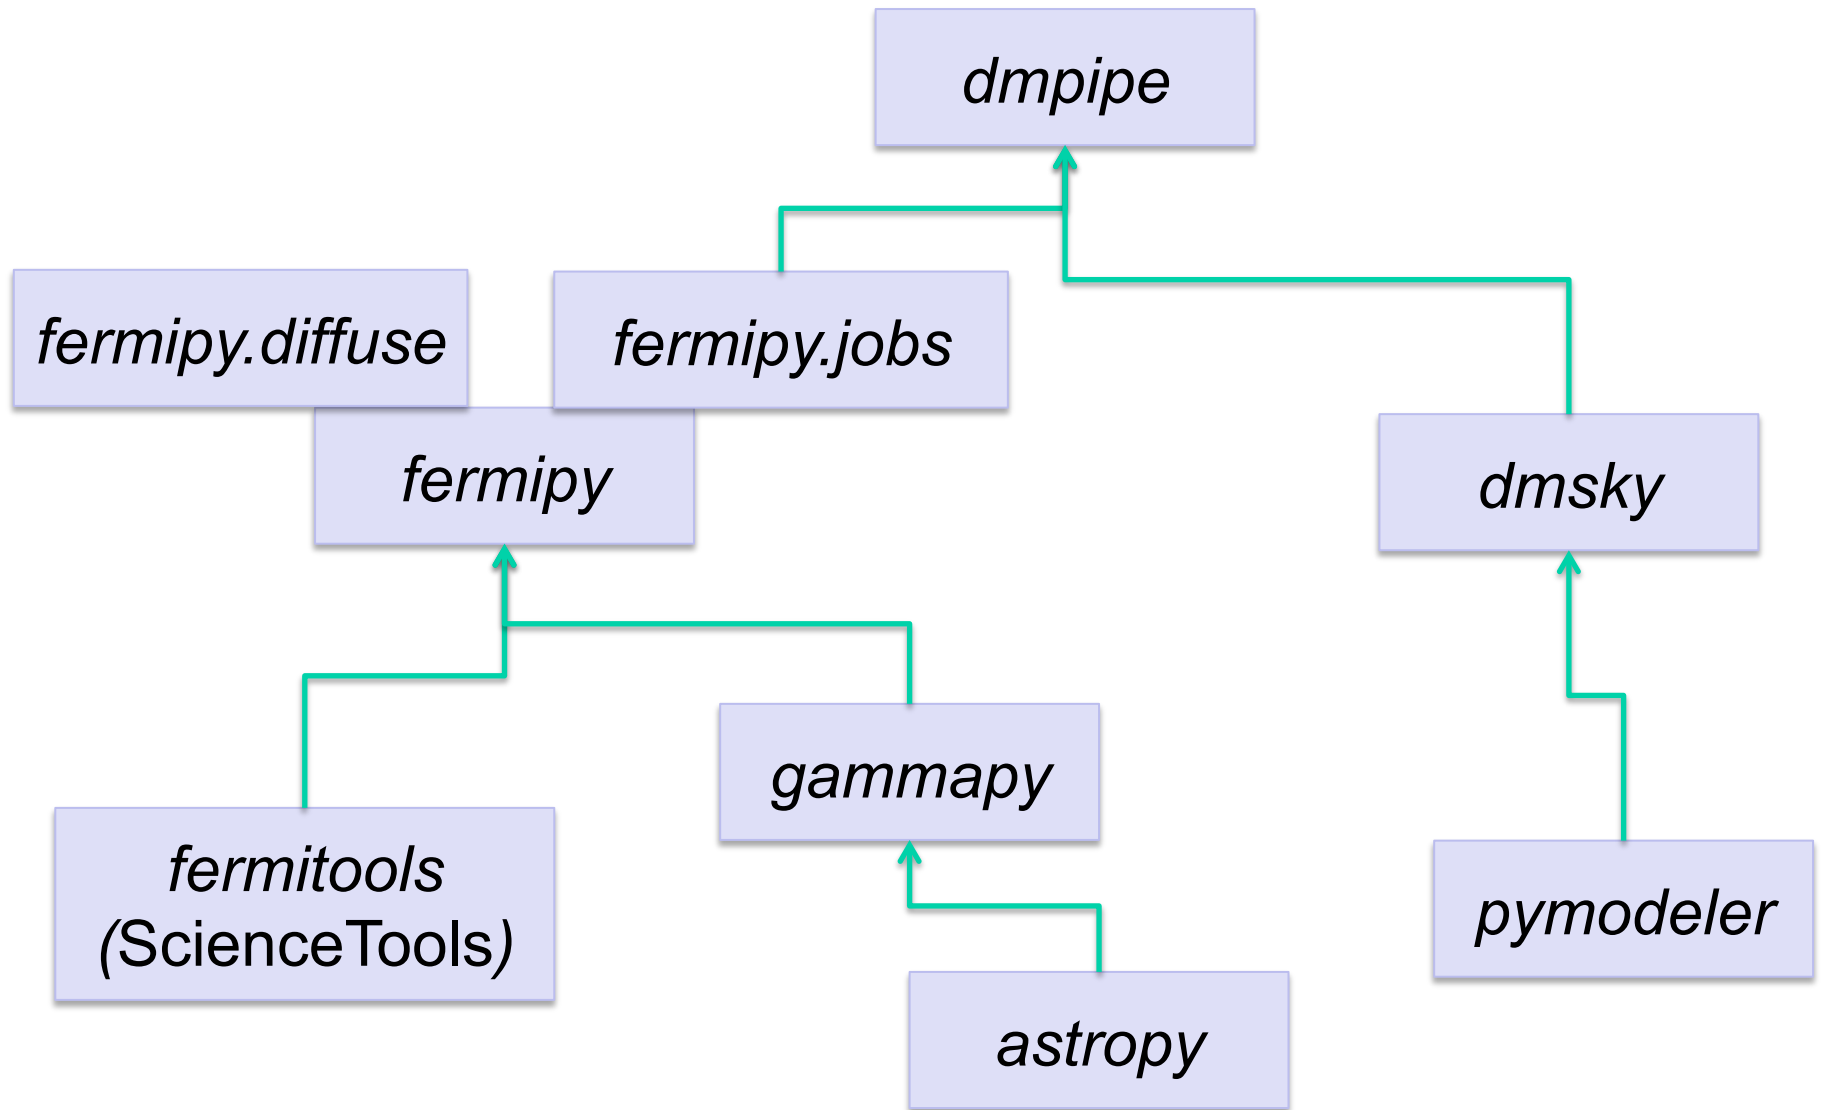 dmpipe
fermipy.diffuse
fermipy.jobs
fermipy
dmsky
gammapy
fermitools
(ScienceTools)
pymodeler
astropy